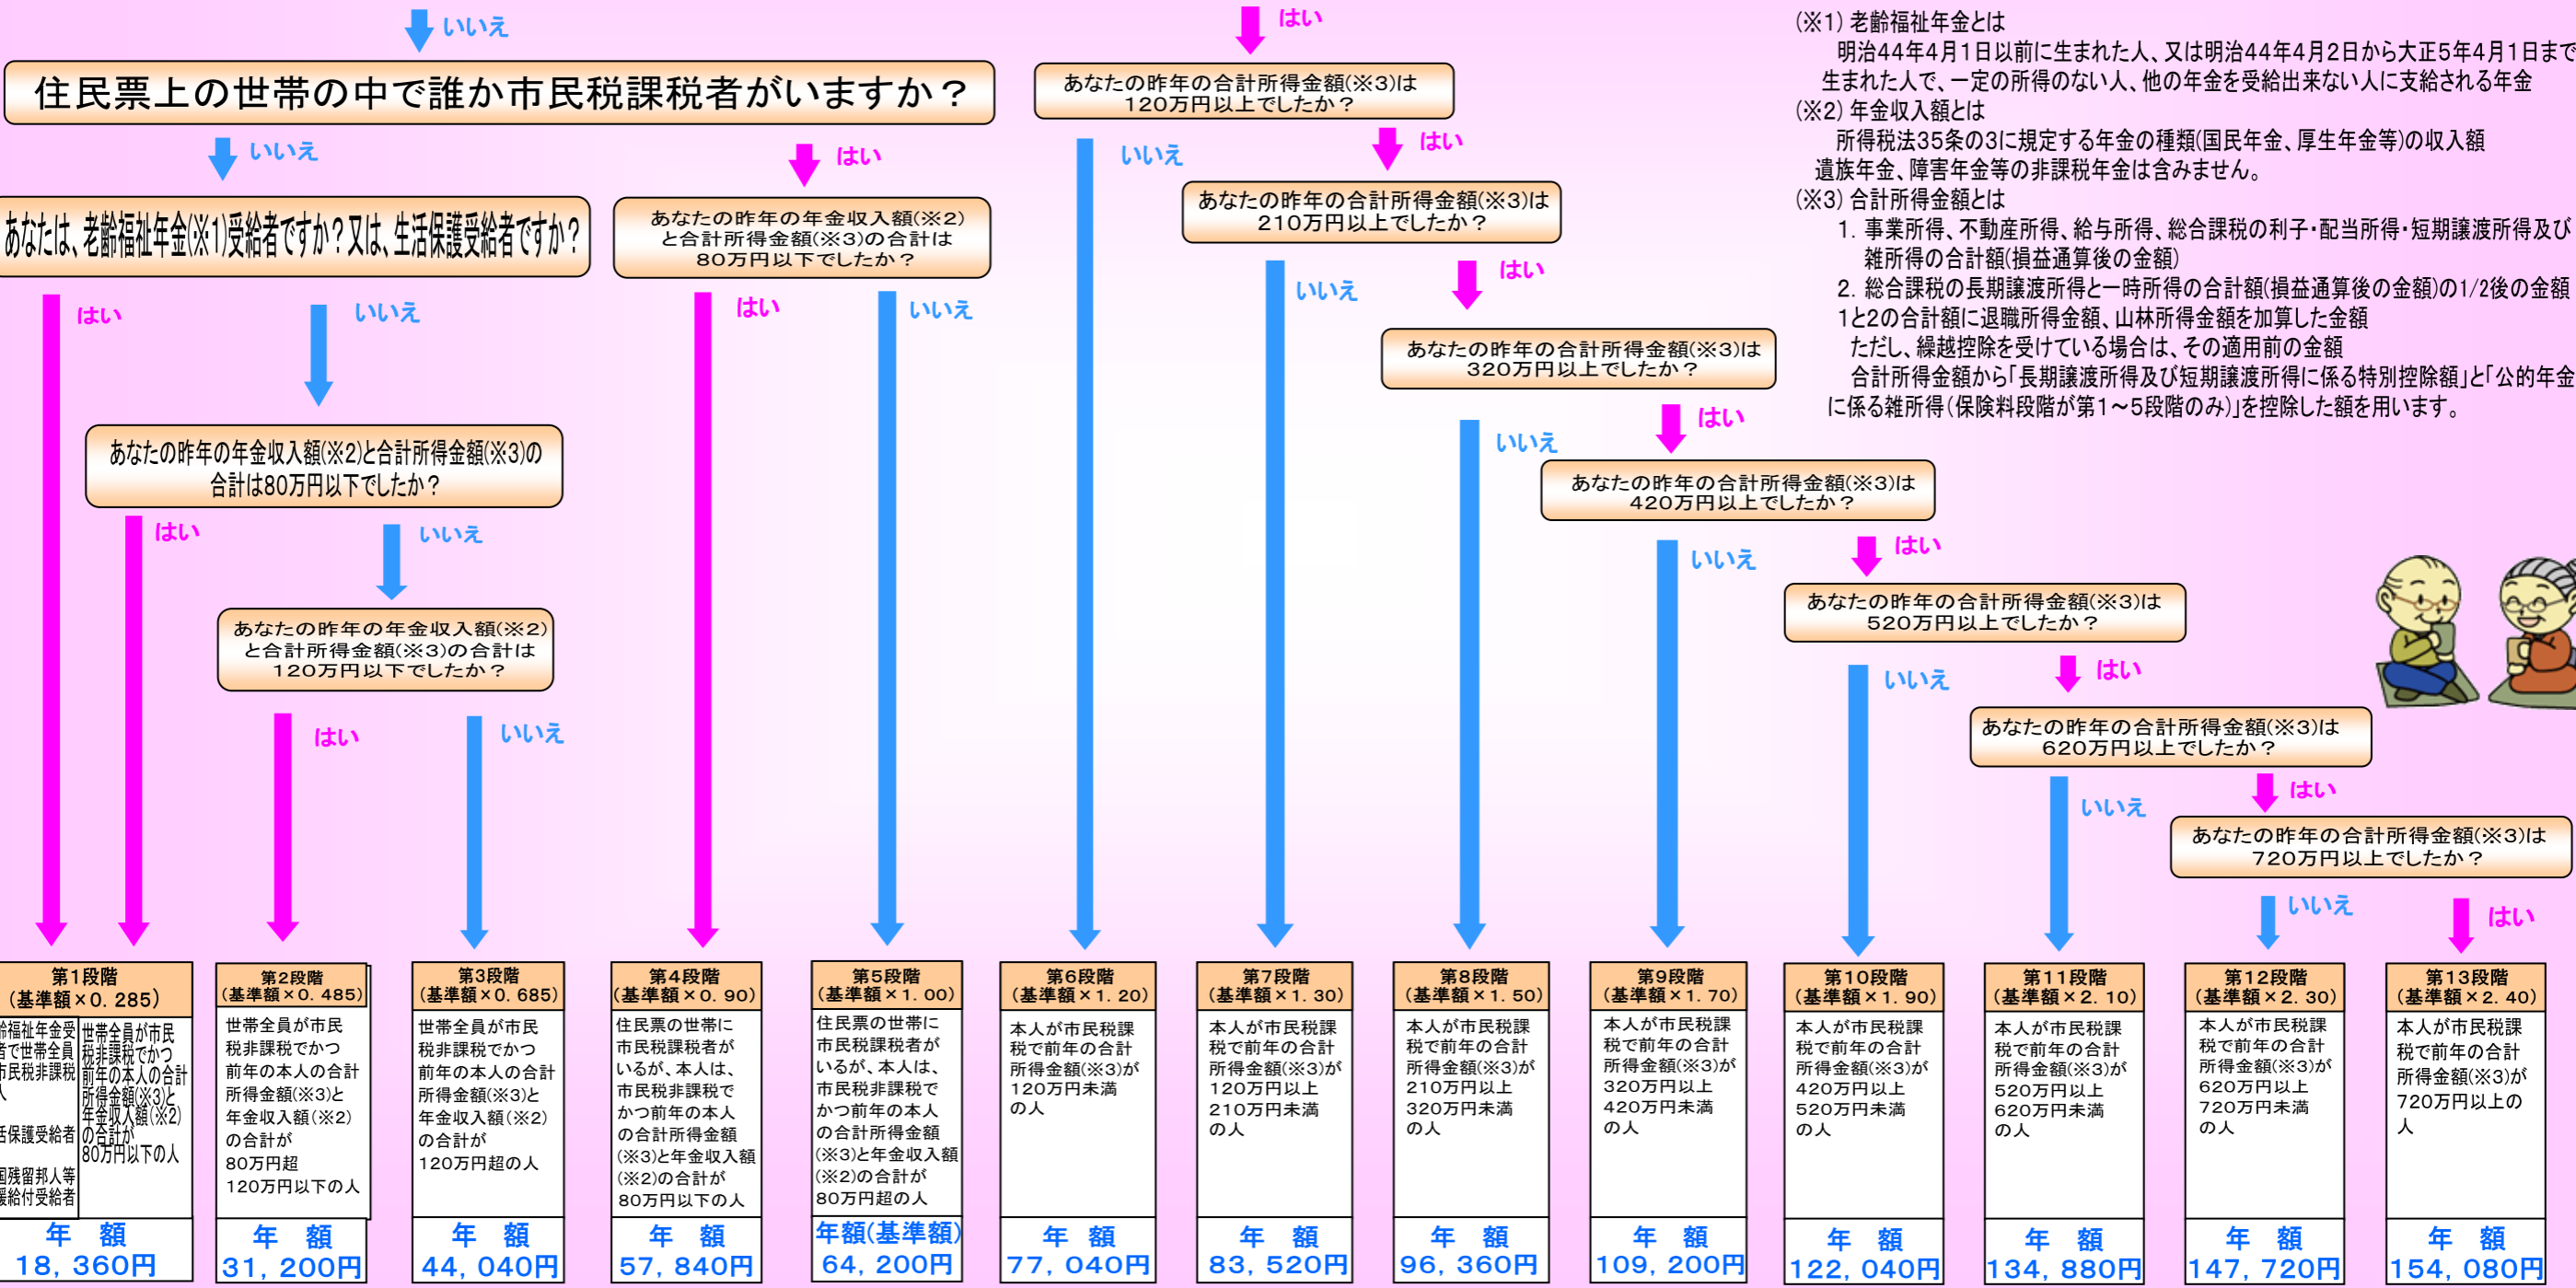 いいえ
はい
住民票上の世帯の中で誰か市民税課税者がいますか？
いいえ
はい
あなたは、老齢福祉年金(※1)受給者ですか？又は、生活保護受給者ですか？
はい
いいえ
あなたの昨年の年金収入額(※2)
と合計所得金額(※3)の合計は
80万円以下でしたか？
はい
いいえ
あなたの昨年の年金収入額(※2)と合計所得金額(※3)の
合計は80万円以下でしたか？
はい
いいえ
あなたの昨年の年金収入額(※2)
と合計所得金額(※3)の合計は
120万円以下でしたか？
はい
いいえ
あなたの昨年の合計所得金額(※3)は
120万円以上でしたか？
いいえ
はい
あなたの昨年の合計所得金額(※3)は
210万円以上でしたか？
いいえ
はい
あなたの昨年の合計所得金額(※3)は
320万円以上でしたか？
いいえ
はい
あなたの昨年の合計所得金額(※3)は
420万円以上でしたか？
いいえ
はい
あなたの昨年の合計所得金額(※3)は
520万円以上でしたか？
いいえ
はい
あなたの昨年の合計所得金額(※3)は
620万円以上でしたか？
いいえ
はい
あなたの昨年の合計所得金額(※3)は
720万円以上でしたか？
いいえ
はい
(※1) 老齢福祉年金とは
明治44年4月1日以前に生まれた人、又は明治44年4月2日から大正5年4月1日まで
生まれた人で、一定の所得のない人、他の年金を受給出来ない人に支給される年金
(※2) 年金収入額とは
所得税法35条の3に規定する年金の種類(国民年金、厚生年金等)の収入額
遺族年金、障害年金等の非課税年金は含みません。
(※3) 合計所得金額とは
1. 事業所得、不動産所得、給与所得、総合課税の利子・配当所得・短期譲渡所得及び
雑所得の合計額(損益通算後の金額)
2. 総合課税の長期譲渡所得と一時所得の合計額(損益通算後の金額)の1/2後の金額
1と2の合計額に退職所得金額、山林所得金額を加算した金額
ただし、繰越控除を受けている場合は、その適用前の金額
合計所得金額から「長期譲渡所得及び短期譲渡所得に係る特別控除額」と「公的年金
に係る雑所得(保険料段階が第1～5段階のみ)」を控除した額を用います。
第1段階
(基準額×0. 285)
齢福祉年金受
者で世帯全員
市民税非課税
人
活保護受給者
国残留邦人等
援給付受給者
世帯全員が市民
税非課税でかつ
前年の本人の合計
所得金額(※3)と
年金収入額(※2)
の合計が
80万円以下の人
年 額
18, 360円
第2段階
(基準額×0. 485)
世帯全員が市民
税非課税でかつ
前年の本人の合計
所得金額(※3)と
年金収入額(※2)
の合計が
80万円超
120万円以下の人
年 額
31, 200円
第3段階
(基準額×0. 685)
世帯全員が市民
税非課税でかつ
前年の本人の合計
所得金額(※3)と
年金収入額(※2)
の合計が
120万円超の人
年 額
44, 040円
第4段階
(基準額×0. 90)
住民票の世帯に
市民税課税者が
いるが、本人は、
市民税非課税で
かつ前年の本人
の合計所得金額
(※3)と年金収入額
(※2)の合計が
80万円以下の人
年 額
57, 840円
第5段階
(基準額×1. 00)
住民票の世帯に
市民税課税者が
いるが、本人は、
市民税非課税で
かつ前年の本人
の合計所得金額
(※3)と年金収入額
(※2)の合計が
80万円超の人
年額(基準額)
64, 200円
第6段階
(基準額×1. 20)
本人が市民税課
税で前年の合計
所得金額(※3)が
120万円未満
の人
年 額
77, 040円
第7段階
(基準額×1. 30)
本人が市民税課
税で前年の合計
所得金額(※3)が
120万円以上
210万円未満
の人
年 額
83, 520円
第8段階
(基準額×1. 50)
本人が市民税課
税で前年の合計
所得金額(※3)が
210万円以上
320万円未満
の人
年 額
96, 360円
第9段階
(基準額×1. 70)
本人が市民税課
税で前年の合計
所得金額(※3)が
320万円以上
420万円未満
の人
年 額
109, 200円
第10段階
(基準額×1. 90)
本人が市民税課
税で前年の合計
所得金額(※3)が
420万円以上
520万円未満
の人
年 額
122, 040円
第11段階
(基準額×2. 10)
本人が市民税課
税で前年の合計
所得金額(※3)が
520万円以上
620万円未満
の人
年 額
134, 880円
第12段階
(基準額×2. 30)
本人が市民税課
税で前年の合計
所得金額(※3)が
620万円以上
720万円未満
の人
年 額
147, 720円
第13段階
(基準額×2. 40)
本人が市民税課
税で前年の合計
所得金額(※3)が
720万円以上の
人
年 額
154, 080円